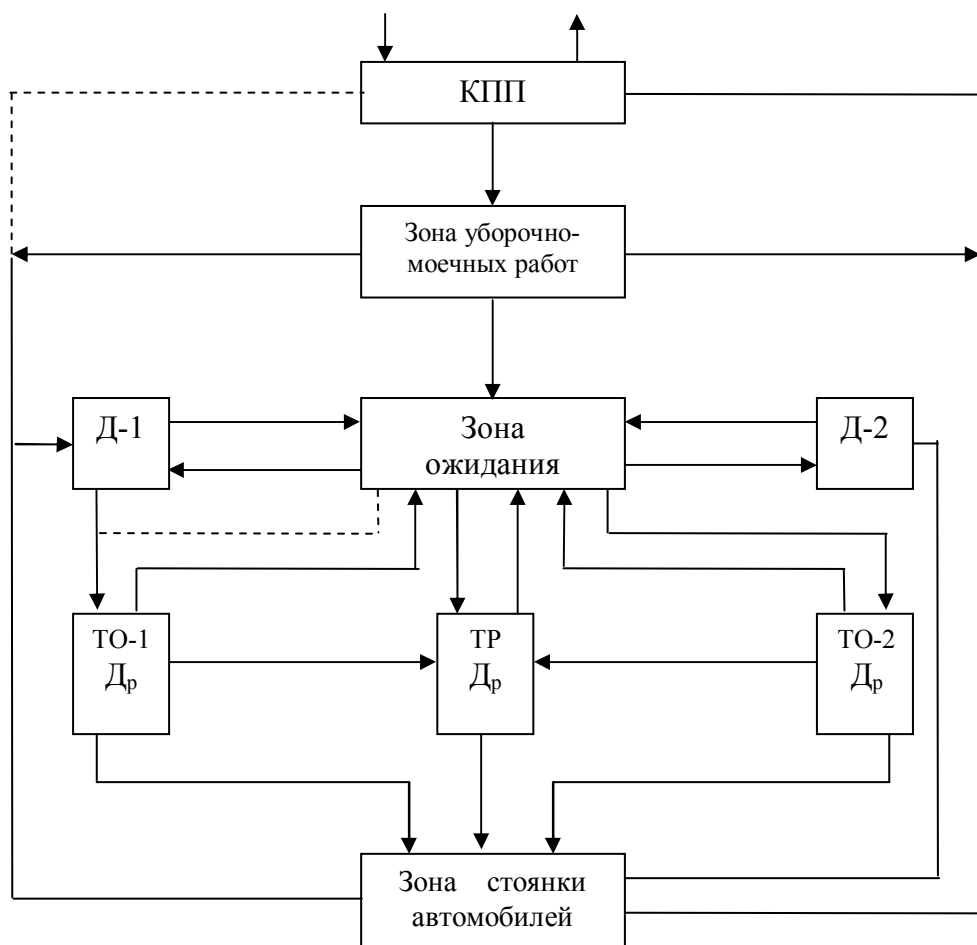 КПП
Зона уборочно-
моечных работ
Д-1
Зона
ожидания
Д-2
ТО-1
Др
ТР
Др
ТО-2
Др
Зона стоянки
автомобилей